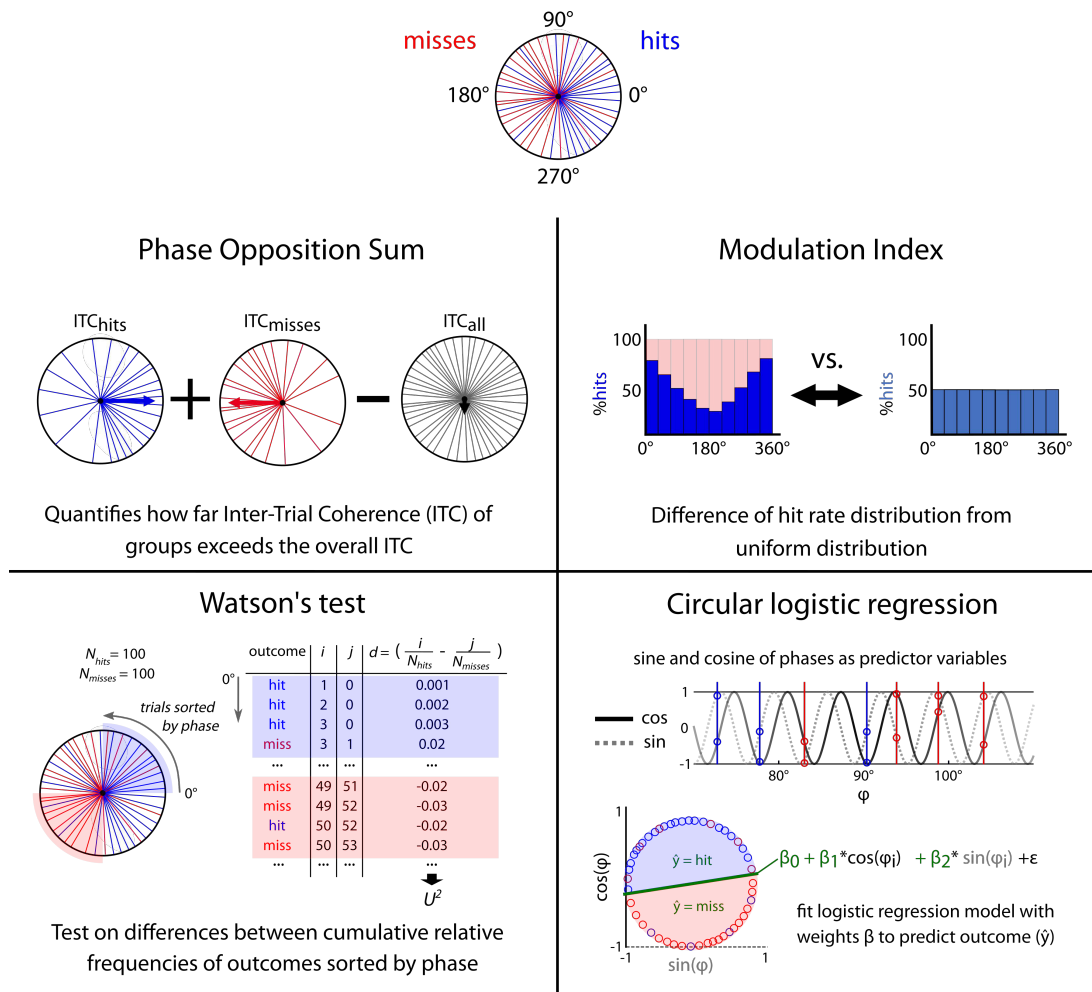 90°
misses
hits
180°
0°
270°
Phase Opposition Sum
ITChits
ITCmisses
ITCall
Quantifies how far Inter-Trial Coherence (ITC) of
groups exceeds the overall ITC
Modulation Index
100
50
%hits
0°
180°
360°
vs.
100
50
%hits
0°
180°
360°
Difference of hit rate distribution from
uniform distribution
Watson's test
Nhits = 100
Nmisses = 100
trials sorted
by phase
0°
0°
outcome i j d = ( i/Nhits - j/Nmisses )
hit 1 0 0.001
hit 2 0 0.002
hit 3 0 0.003
miss 3 1 0.02
... ... ... ...
miss 49 51 -0.02
miss 49 52 -0.03
hit 50 52 -0.02
miss 50 53 -0.03
... ... ... ...
U²
Test on differences between cumulative relative
frequencies of outcomes sorted by phase
Circular logistic regression
sine and cosine of phases as predictor variables
cos
sin
1
0
-1
80°
90°
100°
φ
1
cos(φ)
-1
-1
sin(φ)
1
ŷ = hit
ŷ = miss
β0 + β1*cos(φi) + β2* sin(φi) +ε
fit logistic regression model with
weights β to predict outcome (ŷ)